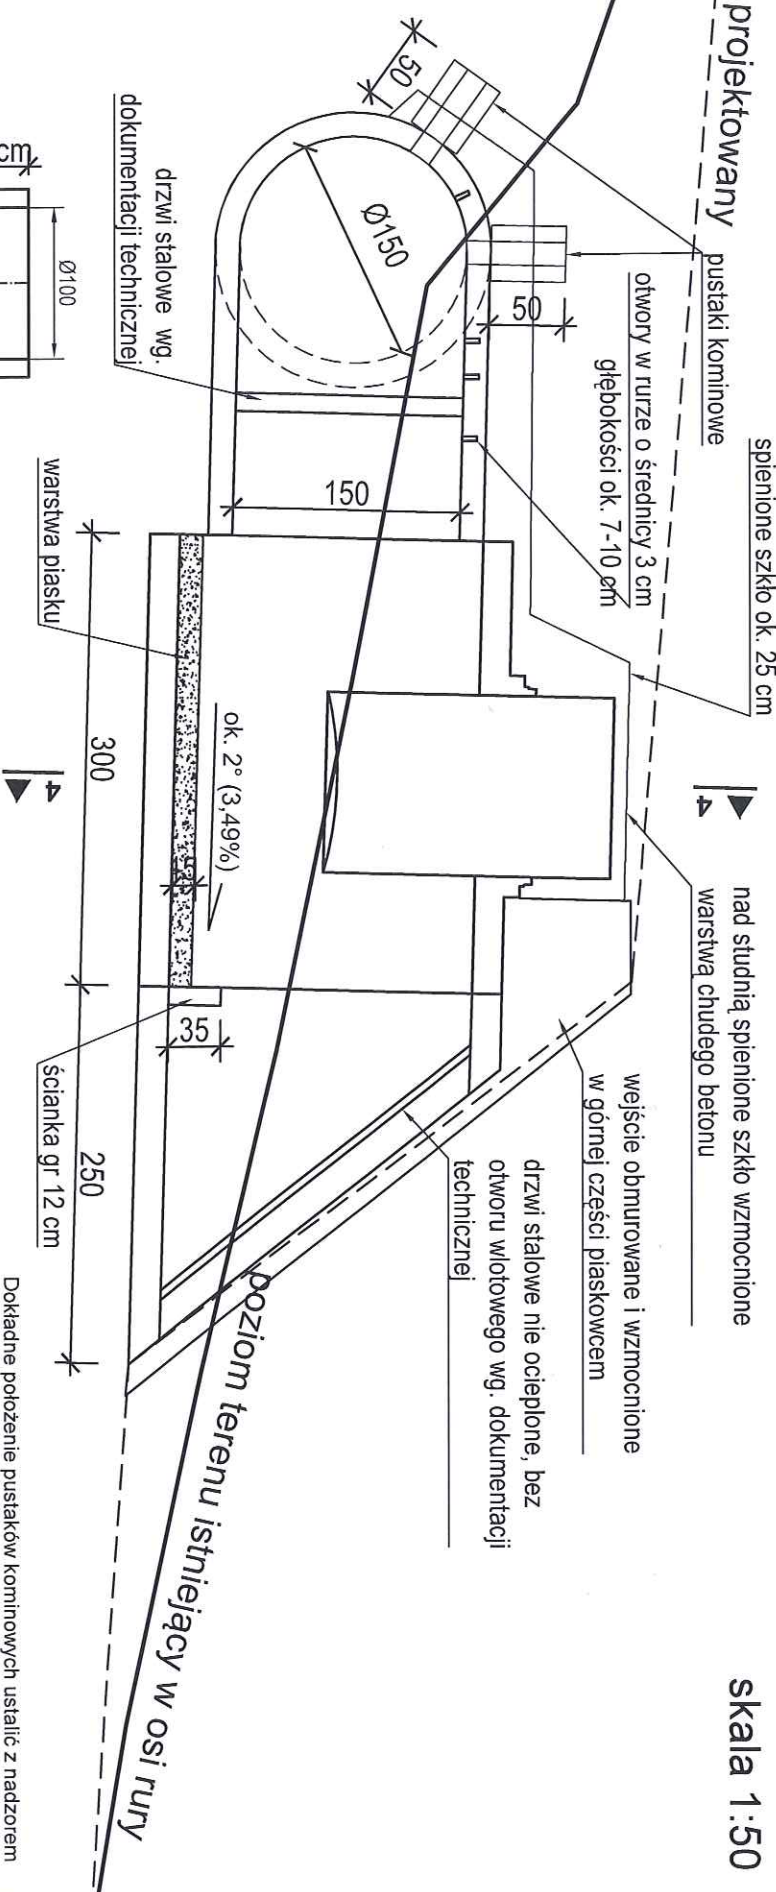 skala 1:50
projektowany
spienione szkło ok. 25 cm
nad studnią spienione szkło wzmocnione
warstwą chudego betonu
pustaki kominowe
otwory w rurze o średnicy 3 cm
głębokości ok. 7-10 cm
wejście obmurowane i wzmocnione
w górnej części piaskowcem
drzwi stalowe nie ocieplone, bez
otworu wlotowego wg. dokumentacji
technicznej
50
50
Ø150
150
drzwi stalowe wg.
dokumentacji technicznej
ok. 2° (3,49%)
35
poziom terenu istniejący w osi rury
warstwa piasku
ścianka gr 12 cm
300
250
4
4
cm
Ø100
Dokładne położenie pustaków kominowych ustalić z nadzorem